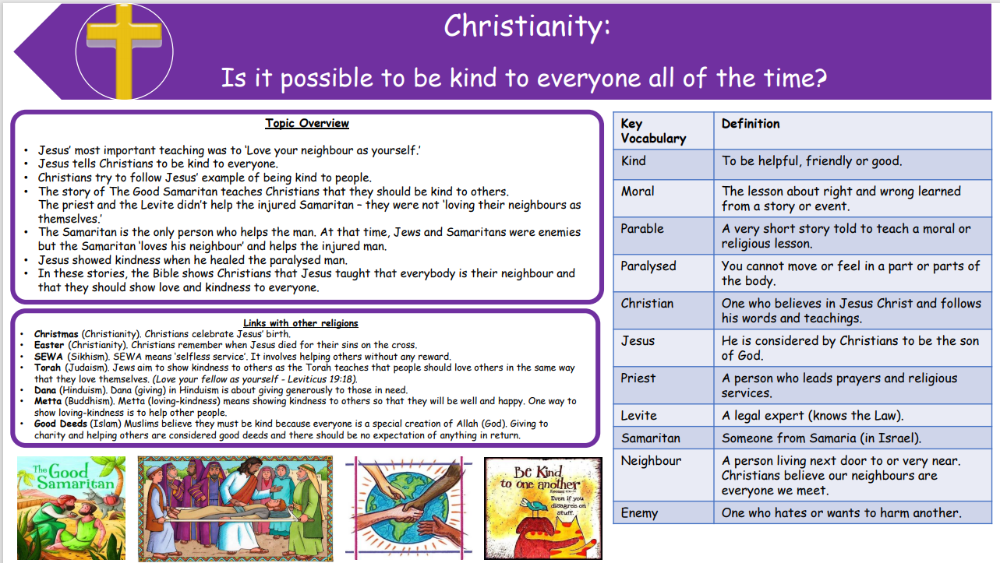 Christianity:
Is it possible to be kind to everyone all of the time?
Topic Overview
• Jesus’ most important teaching was to ‘Love your neighbour as yourself.’
• Jesus tells Christians to be kind to everyone.
• Christians try to follow Jesus’ example of being kind to people.
• The story of The Good Samaritan teaches Christians that they should be kind to others.
The priest and the Levite didn’t help the injured Samaritan – they were not ‘loving their neighbours as
themselves.’
• The Samaritan is the only person who helps the man. At that time, Jews and Samaritans were enemies
but the Samaritan ‘loves his neighbour’ and helps the injured man.
• Jesus showed kindness when he healed the paralysed man.
• In these stories, the Bible shows Christians that Jesus taught that everybody is their neighbour and
that they should show love and kindness to everyone.
Links with other religions
• Christmas (Christianity). Christians celebrate Jesus’ birth.
• Easter (Christianity). Christians remember when Jesus died for their sins on the cross.
• SEWA (Sikhism). SEWA means ‘selfless service’. It involves helping others without any reward.
• Torah (Judaism). Jews aim to show kindness to others as the Torah teaches that people should love others in the same way
that they love themselves. (Love your fellow as yourself - Leviticus 19:18).
• Dana (Hinduism). Dana (giving) in Hinduism is about giving generously to those in need.
• Metta (Buddhism). Metta (loving-kindness) means showing kindness to others so that they will be well and happy. One way to
show loving-kindness is to help other people.
• Good Deeds (Islam) Muslims believe they must be kind because everyone is a special creation of Allah (God). Giving to
charity and helping others are considered good deeds and there should be no expectation of anything in return.
Key Definition
Vocabulary
Kind To be helpful, friendly or good.
Moral The lesson about right and wrong learned
from a story or event.
Parable A very short story told to teach a moral or
religious lesson.
Paralysed You cannot move or feel in a part or parts of
the body.
Christian One who believes in Jesus Christ and follows
his words and teachings.
Jesus He is considered by Christians to be the son
of God.
Priest A person who leads prayers and religious
services.
Levite A legal expert (knows the Law).
Samaritan Someone from Samaria (in Israel).
Neighbour A person living next door to or very near.
Christians believe our neighbours are
everyone we meet.
Enemy One who hates or wants to harm another.
The Good
Samaritan
Be Kind
to one another
Even if you
disagree on
stuff.